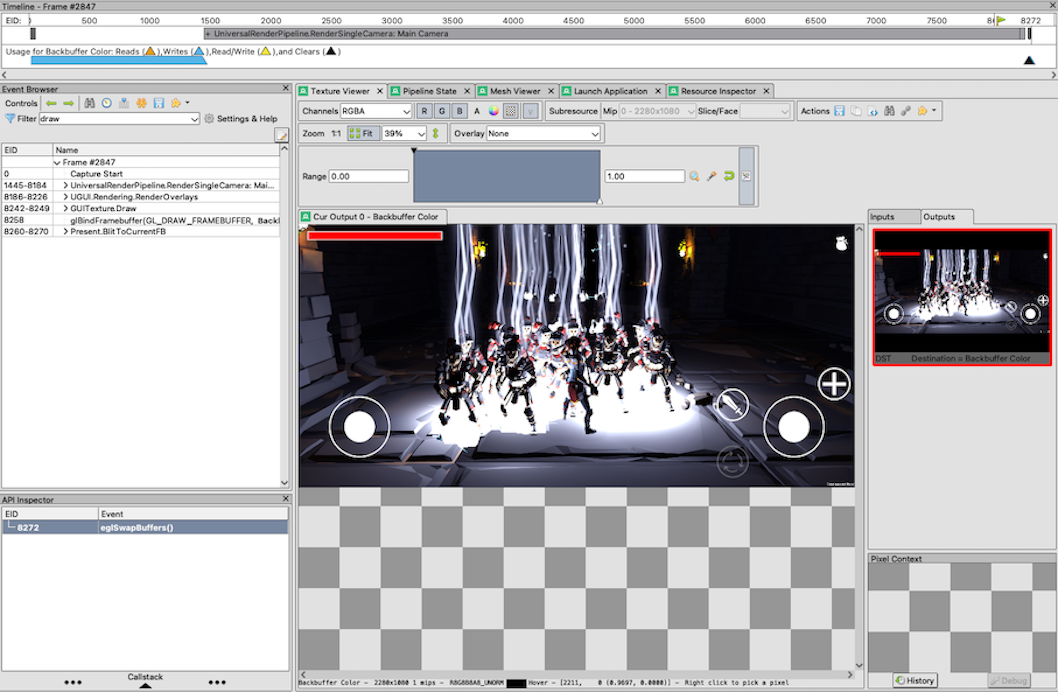 Timeline - Frame #2847
EID: 0 500 1000 1500 2000 2500 3000 3500 4000 4500 5000 5500 6000 6500 7000 7500 8272
+ UniversalRenderPipeline.RenderSingleCamera: Main Camera
Usage for Backbuffer Color: Reads ( ),Writes ( ),Read/Write ( ),and Clears ( )
Event Browser
Controls
Filter draw Settings & Help
EID Name
Frame #2847
0 Capture Start
1445-8184 UniversalRenderPipeline.RenderSingleCamera: Mai...
8186-8226 UGUI.Rendering.RenderOverlays
8242-8249 GUITexture.Draw
8258 glBindFramebuffer(GL_DRAW_FRAMEBUFFER, Back
8260-8270 Present.BlitToCurrentFB
API Inspector
EID Event
8272 eglSwapBuffers()
Callstack
Texture Viewer Pipeline State Mesh Viewer Launch Application Resource Inspector
Channels RGBA R G B A Subresource Mip 0 - 2280x1080 Slice/Face Actions
Zoom 1:1 Fit 39% Overlay None
Range 0.00 1.00
Cur Output 0 - Backbuffer Color
Backbuffer Color - 2280x1080 1 mips - R8G8B8A8_UNORM Hover - [2211, 0 (0.9697, 0.0000)] - Right click to pick a pixel
Inputs Outputs
DST Destination = Backbuffer Color
Pixel Context
History Debug